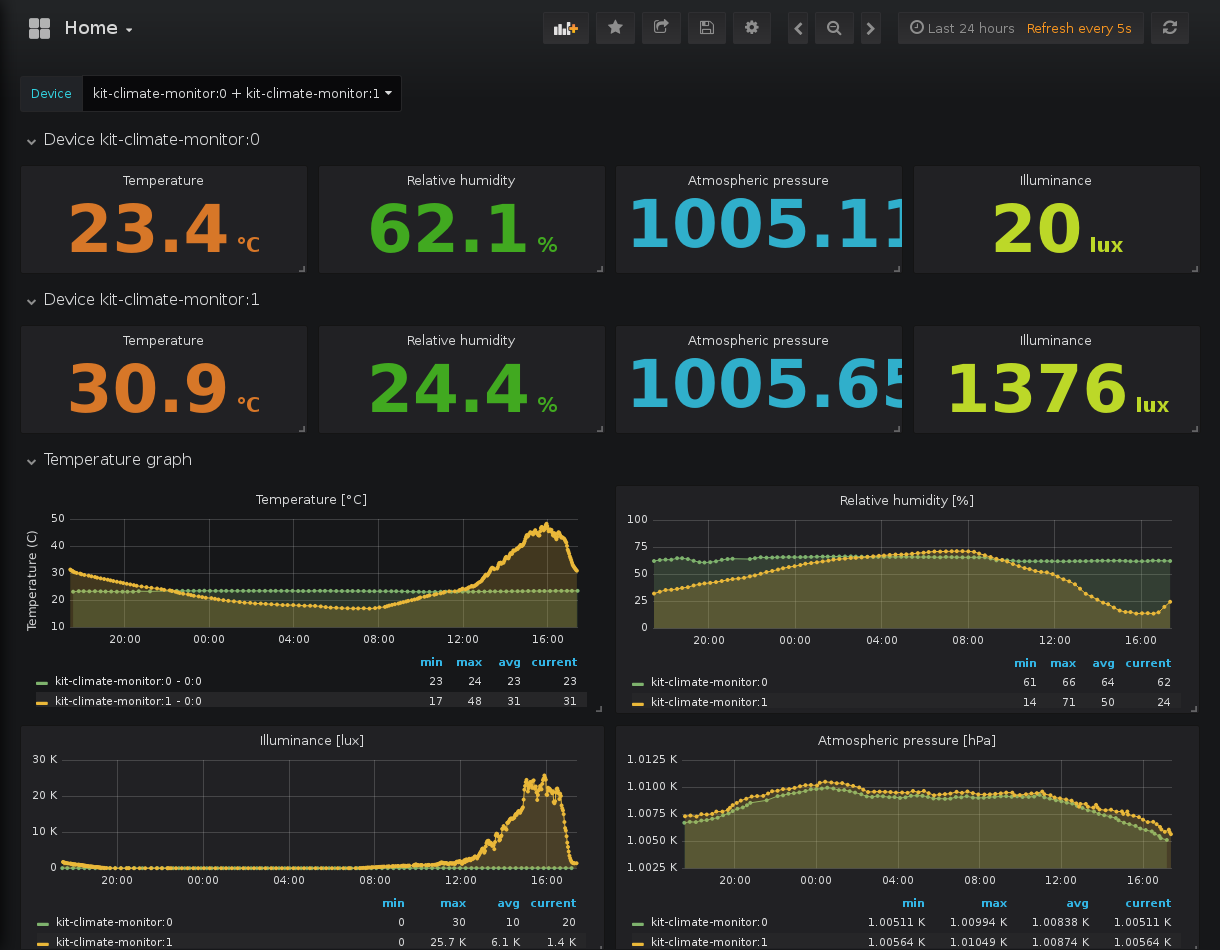 Home
Last 24 hours Refresh every 5s
Device kit-climate-monitor:0 + kit-climate-monitor:1
Device kit-climate-monitor:0
Temperature Relative humidity Atmospheric pressure Illuminance
23.4 °C 62.1 % 1005.11 20 lux
Device kit-climate-monitor:1
Temperature Relative humidity Atmospheric pressure Illuminance
30.9 °C 24.4 % 1005.65 1376 lux
Temperature graph
Temperature [°C]
Temperature (C)
50
40
30
20
10
20:00 00:00 04:00 08:00 12:00 16:00
min max avg current
kit-climate-monitor:0 - 0:0 23 24 23 23
kit-climate-monitor:1 - 0:0 17 48 31 31
Relative humidity [%]
100
75
50
25
0
20:00 00:00 04:00 08:00 12:00 16:00
min max avg current
kit-climate-monitor:0 61 66 64 62
kit-climate-monitor:1 14 71 50 24
Illuminance [lux]
30 K
20 K
10 K
0
20:00 00:00 04:00 08:00 12:00 16:00
min max avg current
kit-climate-monitor:0 0 30 10 20
kit-climate-monitor:1 0 25.7 K 6.1 K 1.4 K
Atmospheric pressure [hPa]
1.0125 K
1.0100 K
1.0075 K
1.0050 K
1.0025 K
20:00 00:00 04:00 08:00 12:00 16:00
min max avg current
kit-climate-monitor:0 1.00511 K 1.00994 K 1.00838 K 1.00511 K
kit-climate-monitor:1 1.00564 K 1.01049 K 1.00874 K 1.00564 K